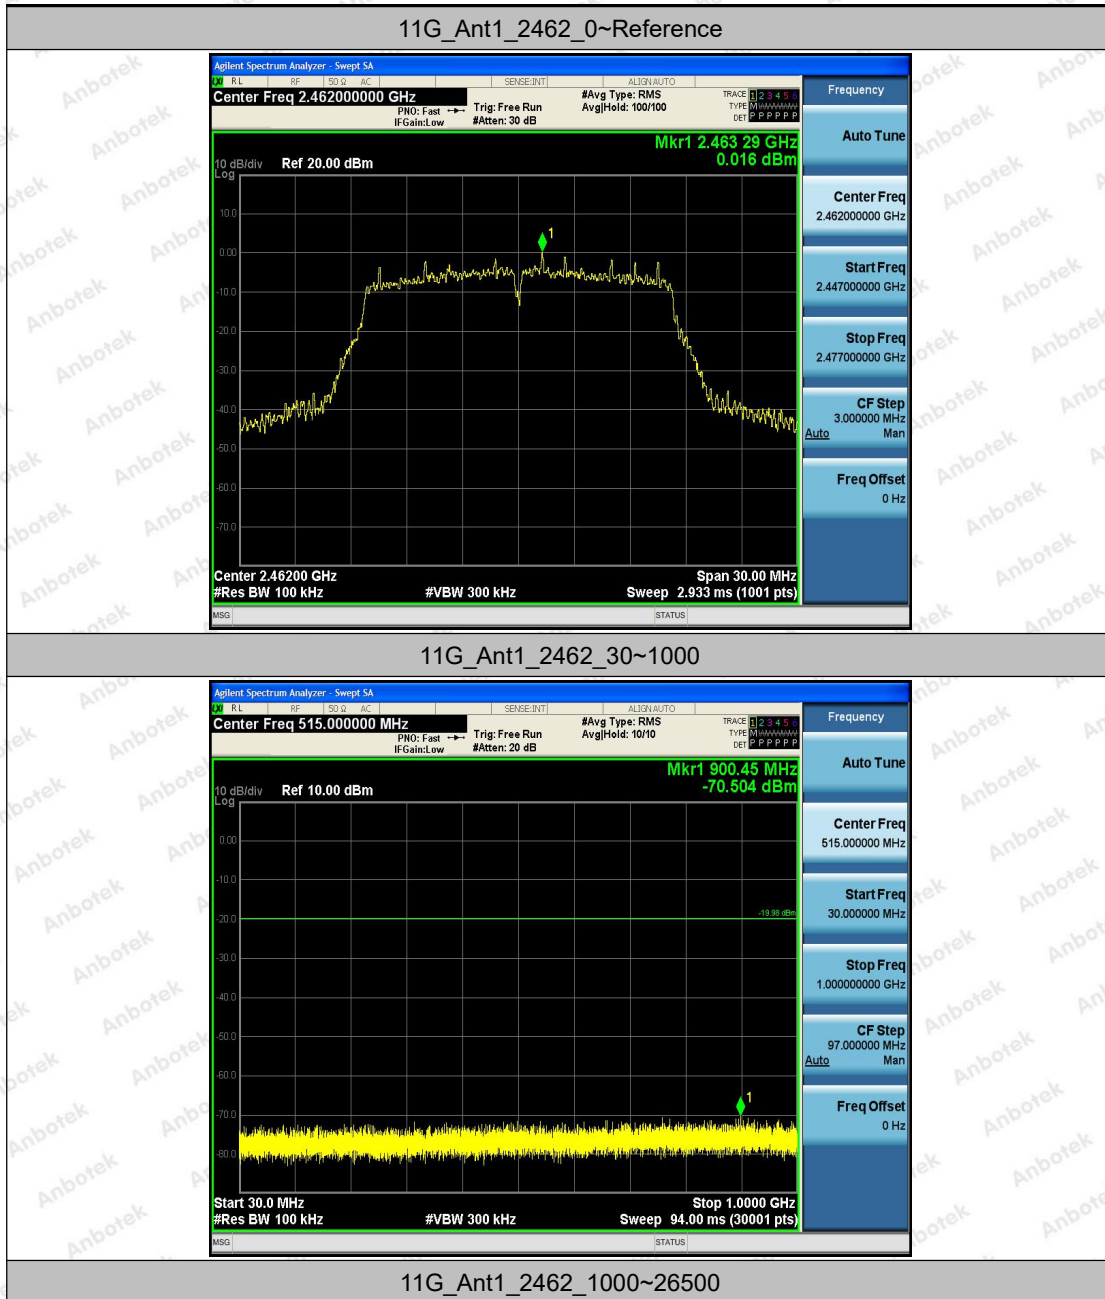 11G_Ant1_2462_0~Reference
Agilent Spectrum Analyzer - Swept SA
RL RF 50 Ω AC SENSE:INT ALIGN AUTO
Center Freq 2.462000000 GHz
PNO: Fast
IFGain:Low
Trig: Free Run
#Atten: 30 dB
#Avg Type: RMS
Avg|Hold: 100/100
TRACE 1 2 3 4 5 6
TYPE M WWWWW
DET P P P P P P
Mkr1 2.463 29 GHz
0.016 dBm
10 dB/div Ref 20.00 dBm
Log
10.0
0.00
-10.0
-20.0
-30.0
-40.0
-50.0
-60.0
-70.0
1
Center 2.46200 GHz
Span 30.00 MHz
#Res BW 100 kHz
#VBW 300 kHz
Sweep 2.933 ms (1001 pts)
MSG
STATUS
Frequency
Auto Tune
Center Freq
2.462000000 GHz
Start Freq
2.447000000 GHz
Stop Freq
2.477000000 GHz
CF Step
3.000000 MHz
Auto Man
Freq Offset
0 Hz
11G_Ant1_2462_30~1000
Agilent Spectrum Analyzer - Swept SA
RL RF 50 Ω AC SENSE:INT ALIGN AUTO
Center Freq 515.000000 MHz
PNO: Fast
IFGain:Low
Trig: Free Run
#Atten: 20 dB
#Avg Type: RMS
Avg|Hold: 10/10
TRACE 1 2 3 4 5 6
TYPE M WWWWW
DET P P P P P P
Mkr1 900.45 MHz
-70.504 dBm
10 dB/div Ref 10.00 dBm
Log
0.00
-10.0
-20.0
-30.0
-40.0
-50.0
-60.0
-70.0
-80.0
-19.98 dBm
1
Start 30.0 MHz
Stop 1.0000 GHz
#Res BW 100 kHz
#VBW 300 kHz
Sweep 94.00 ms (30001 pts)
MSG
STATUS
Frequency
Auto Tune
Center Freq
515.000000 MHz
Start Freq
30.000000 MHz
Stop Freq
1.000000000 GHz
CF Step
97.000000 MHz
Auto Man
Freq Offset
0 Hz
11G_Ant1_2462_1000~26500